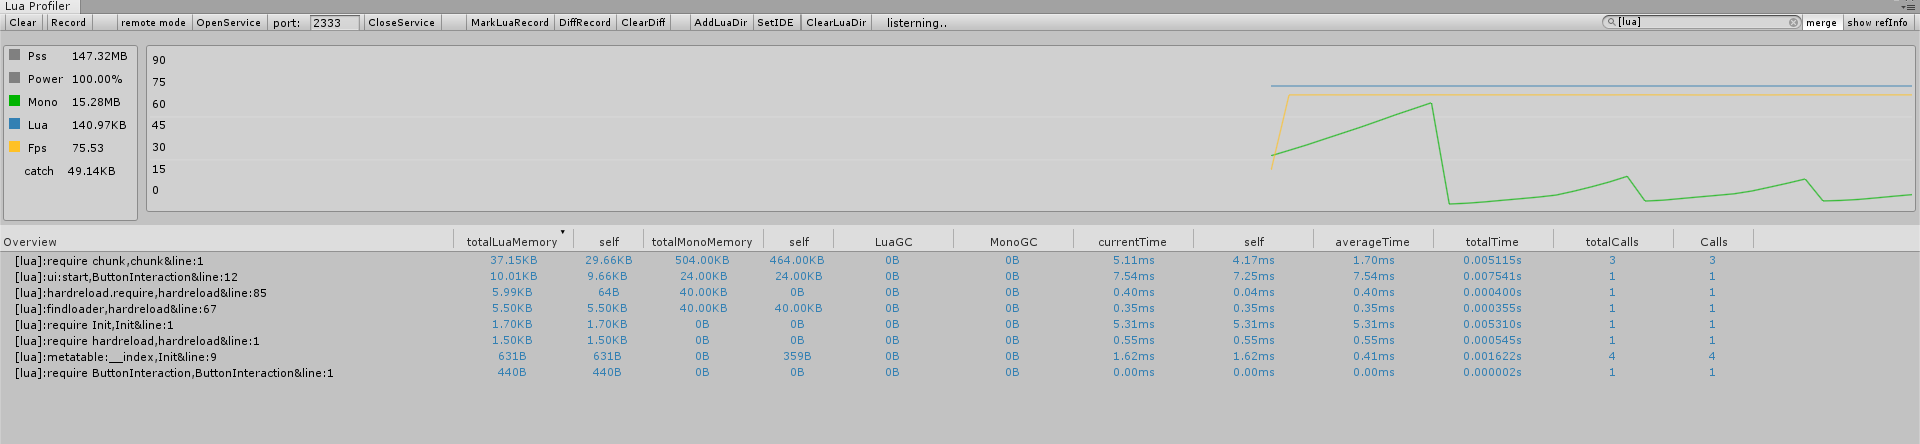 Lua Profiler
Clear Record remote mode OpenService port: 2333 CloseService MarkLuaRecord DiffRecord ClearDiff AddLuaDir SetIDE ClearLuaDir listerning.. [lua] merge show refInfo
Pss 147.32MB
Power 100.00%
Mono 15.28MB
Lua 140.97KB
Fps 75.53
catch 49.14KB
90
75
60
45
30
15
0
Overview totalLuaMemory self totalMonoMemory self LuaGC MonoGC currentTime self averageTime totalTime totalCalls Calls
[lua]:require chunk,chunk&line:1 37.15KB 29.66KB 504.00KB 464.00KB 0B 0B 5.11ms 4.17ms 1.70ms 0.005115s 3 3
[lua]:ui:start,ButtonInteraction&line:12 10.01KB 9.66KB 24.00KB 24.00KB 0B 0B 7.54ms 7.25ms 7.54ms 0.007541s 1 1
[lua]:hardreload.require,hardreload&line:85 5.99KB 64B 40.00KB 0B 0B 0B 0.40ms 0.04ms 0.40ms 0.000400s 1 1
[lua]:findloader,hardreload&line:67 5.50KB 5.50KB 40.00KB 40.00KB 0B 0B 0.35ms 0.35ms 0.35ms 0.000355s 1 1
[lua]:require Init,Init&line:1 1.70KB 1.70KB 0B 0B 0B 0B 5.31ms 5.31ms 5.31ms 0.005310s 1 1
[lua]:require hardreload,hardreload&line:1 1.50KB 1.50KB 0B 0B 0B 0B 0.55ms 0.55ms 0.55ms 0.000545s 1 1
[lua]:metatable:__index,Init&line:9 631B 631B 0B 359B 0B 0B 1.62ms 1.62ms 0.41ms 0.001622s 4 4
[lua]:require ButtonInteraction,ButtonInteraction&line:1 440B 440B 0B 0B 0B 0B 0.00ms 0.00ms 0.00ms 0.000002s 1 1